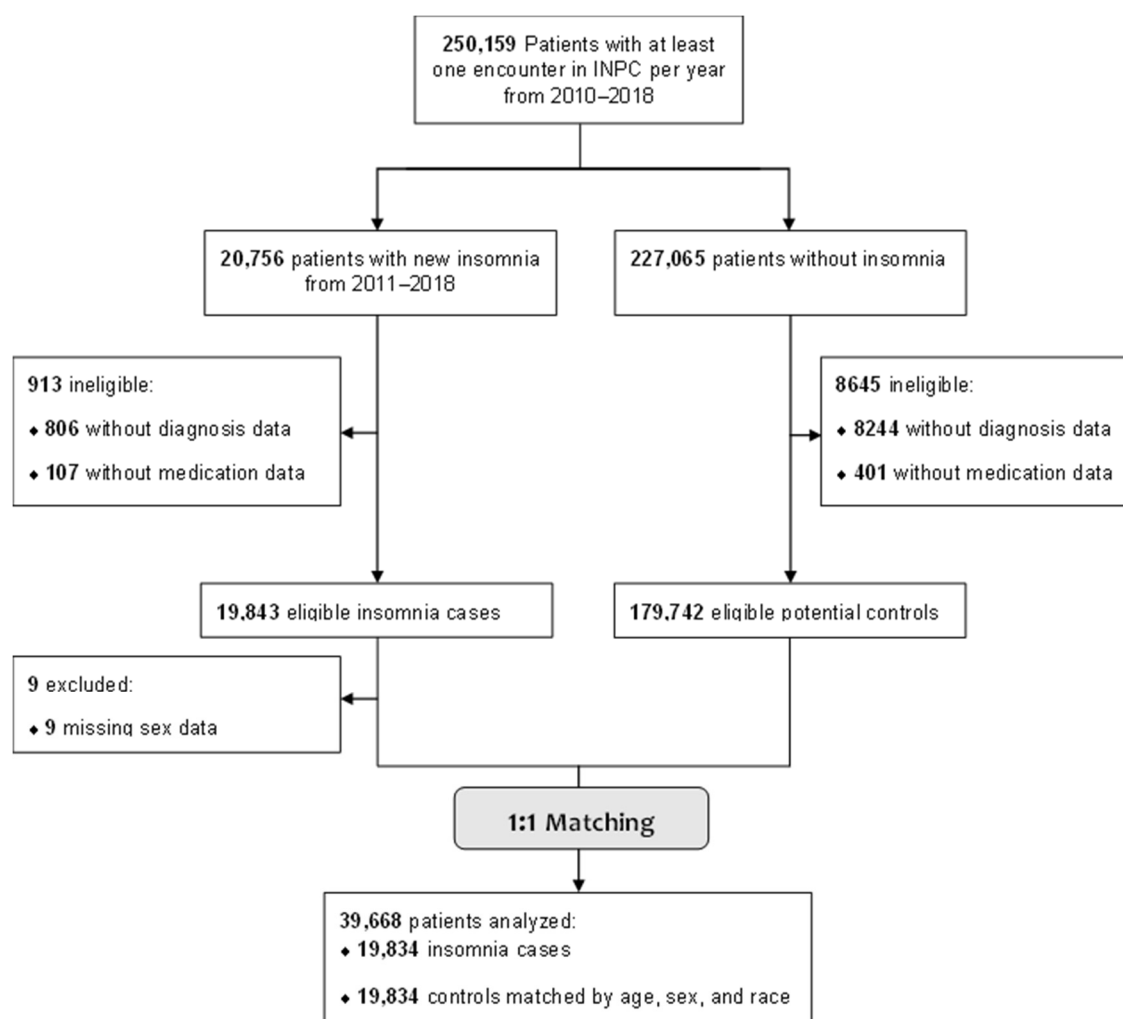 250,159 Patients with at least
one encounter in INPC per year
from 2010–2018
20,756 patients with new insomnia
from 2011–2018
227,065 patients without insomnia
913 ineligible:
◆ 806 without diagnosis data
◆ 107 without medication data
8645 ineligible:
◆ 8244 without diagnosis data
◆ 401 without medication data
19,843 eligible insomnia cases
179,742 eligible potential controls
9 excluded:
◆ 9 missing sex data
1:1 Matching
39,668 patients analyzed:
◆ 19,834 insomnia cases
◆ 19,834 controls matched by age, sex, and race